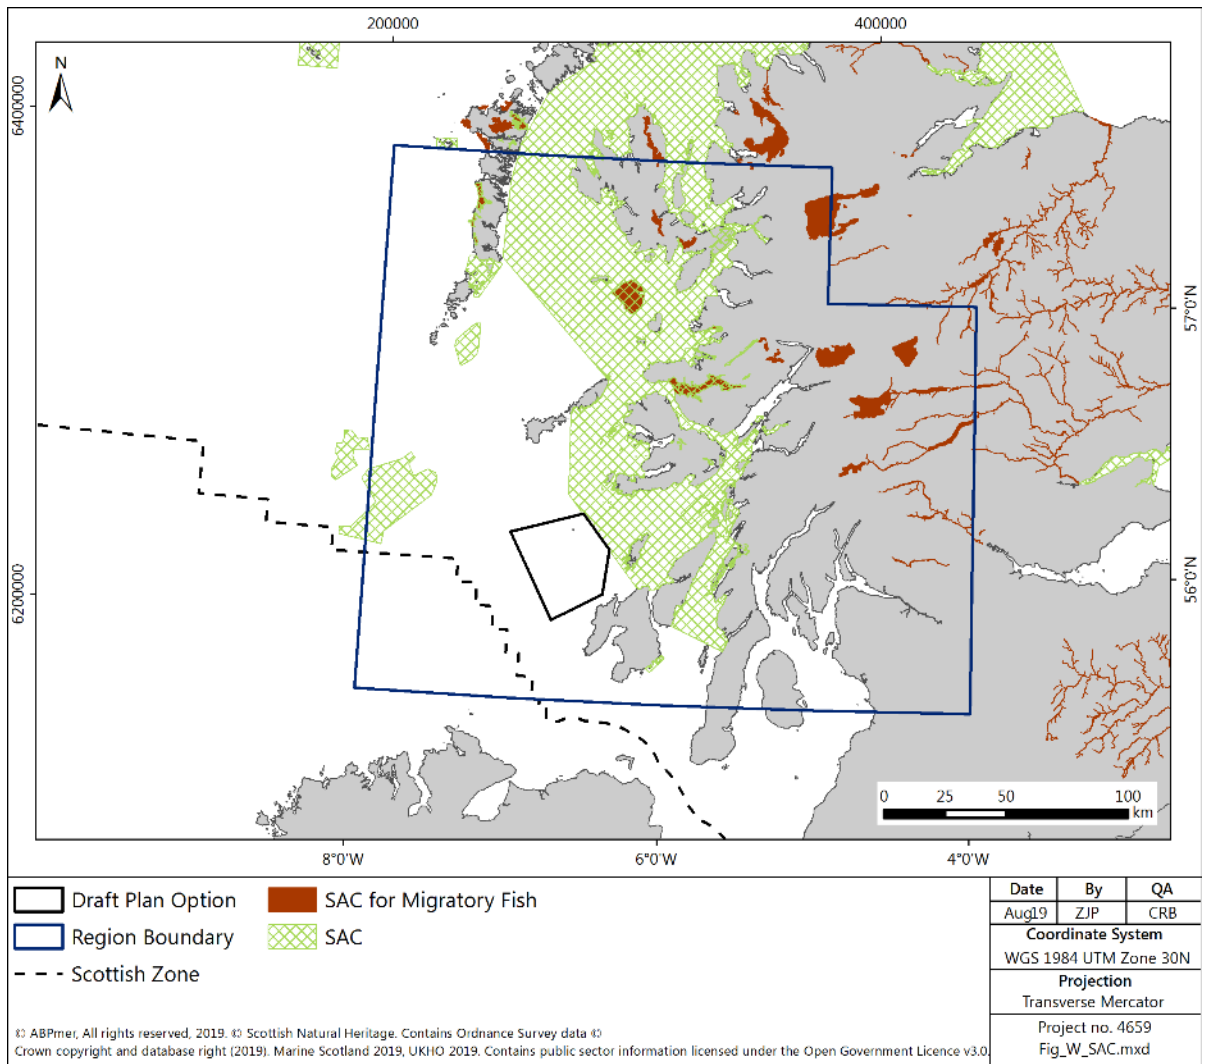 200000
400000
N
6400000
6200000
57°0'N
56°0'N
0
25
50
100
km
8°0'W
6°0'W
4°0'W
Draft Plan Option
SAC for Migratory Fish
Region Boundary
SAC
Scottish Zone
Date By QA
Aug19 ZJP CRB
Coordinate System
WGS 1984 UTM Zone 30N
Projection
Transverse Mercator
Project no. 4659
Fig_W_SAC.mxd
© ABPmer, All rights reserved, 2019. © Scottish Natural Heritage. Contains Ordnance Survey data ©
Crown copyright and database right (2019). Marine Scotland 2019, UKHO 2019. Contains public sector information licensed under the Open Government Licence v3.0.